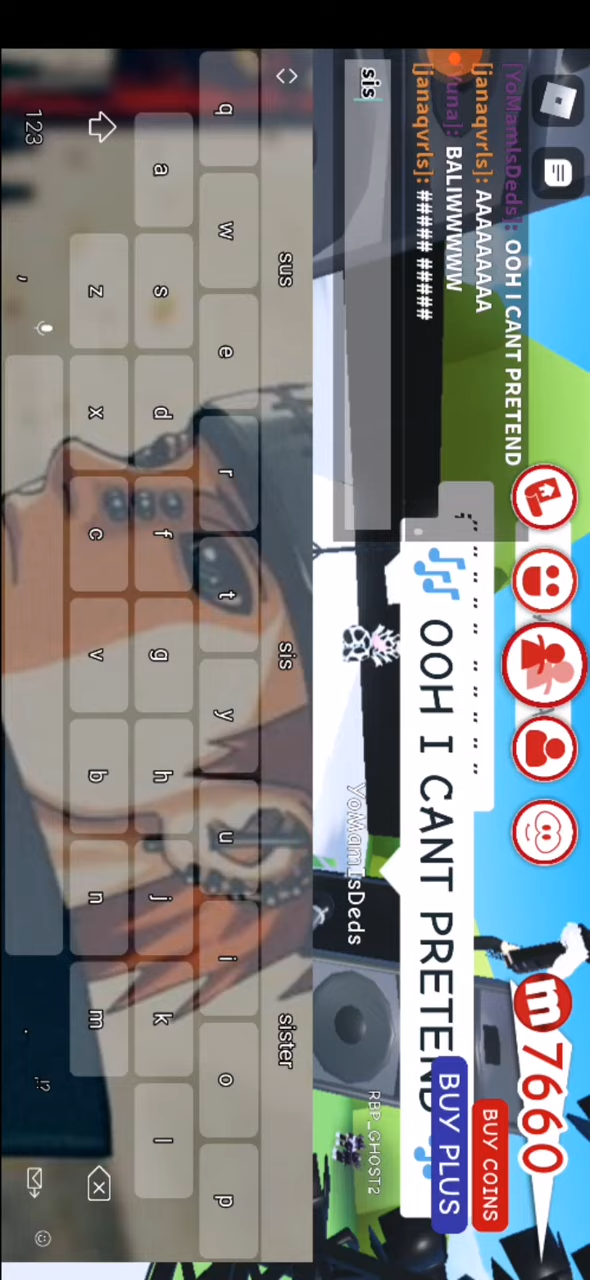 [YoMamIsDeds]: OOH I CANT PRETEND
[janaqvrls]: AAAAAAAA
BALIWWWWW
[janaqvrls]: ##### #####
sis
🎵 OOH I CANT PRETEND 🎵
YoMamIsDeds
RBP_GHOST2
m 7660
BUY COINS
BUY PLUS
sus sis sister
q w e r t y u i o p
a s d f g h j k l
z x c v b n m
123 , . ,!?